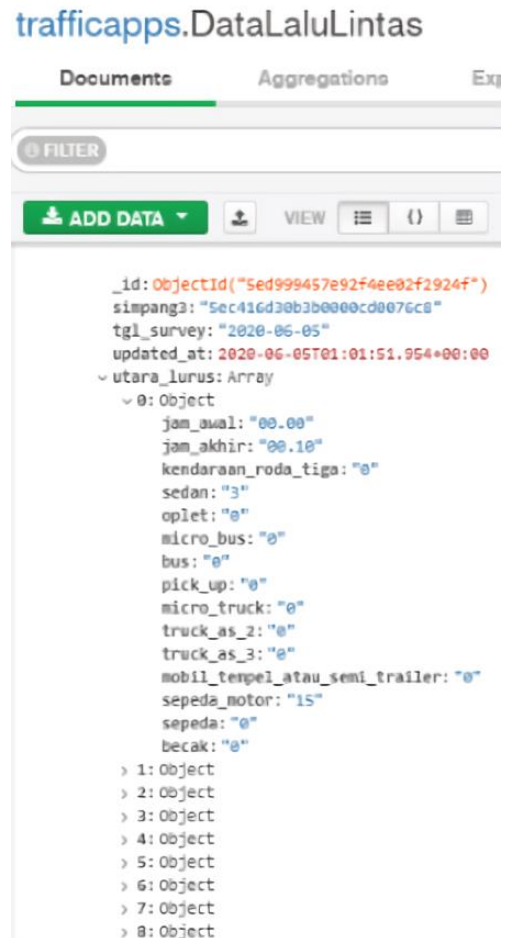 trafficapps.DataLaluLintas
Documents Aggregations Exp
FILTER
ADD DATA VIEW {}
_id: ObjectId("5ed999457e92f4ee02f2924f")
simpang3: "5ec416d30b3b0000cd0076c8"
tgl_survey: "2020-06-05"
updated_at: 2020-06-05T01:01:51.954+00:00
utara_lurus: Array
0: Object
jam_awal: "00.00"
jam_akhir: "00.10"
kendaraan_roda_tiga: "0"
sedan: "3"
oplet: "0"
micro_bus: "0"
bus: "0"
pick_up: "0"
micro_truck: "0"
truck_as_2: "0"
truck_as_3: "0"
mobil_tempel_atau_semi_trailer: "0"
sepeda_motor: "15"
sepeda: "0"
becak: "0"
1: Object
2: Object
3: Object
4: Object
5: Object
6: Object
7: Object
8: Object